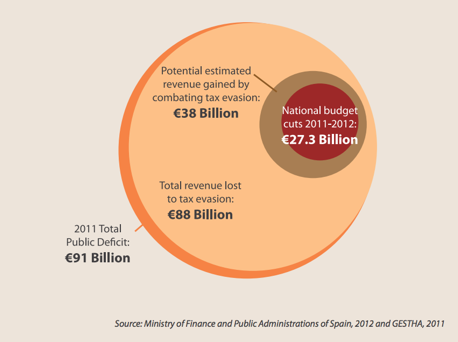 Potential estimated
revenue gained by
combating tax evasion:
€38 Billion
National budget
cuts 2011-2012:
€27.3 Billion
Total revenue lost
to tax evasion:
€88 Billion
2011 Total
Public Deficit:
€91 Billion
Source: Ministry of Finance and Public Administrations of Spain, 2012 and GESTHA, 2011